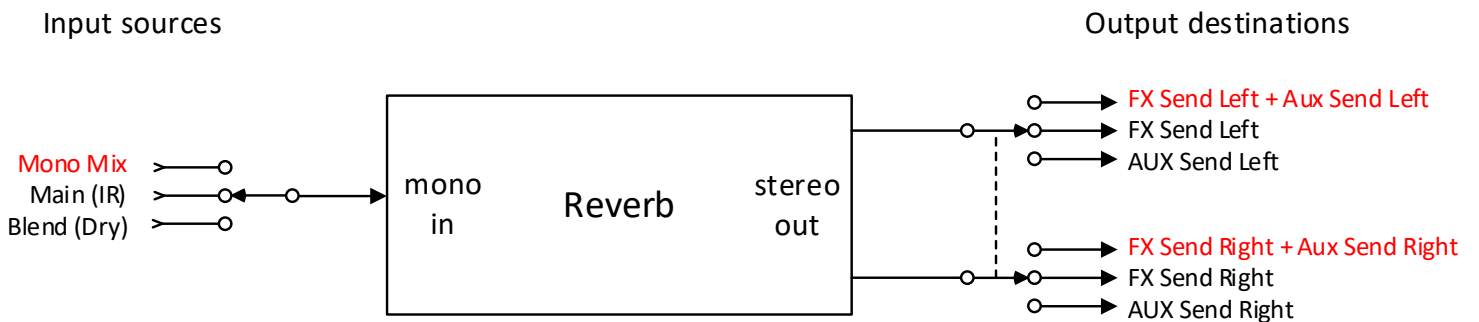 Input sources
Output destinations
Mono Mix
Main (IR)
Blend (Dry)
mono
in
Reverb
stereo
out
FX Send Left + Aux Send Left
FX Send Left
AUX Send Left
FX Send Right + Aux Send Right
FX Send Right
AUX Send Right